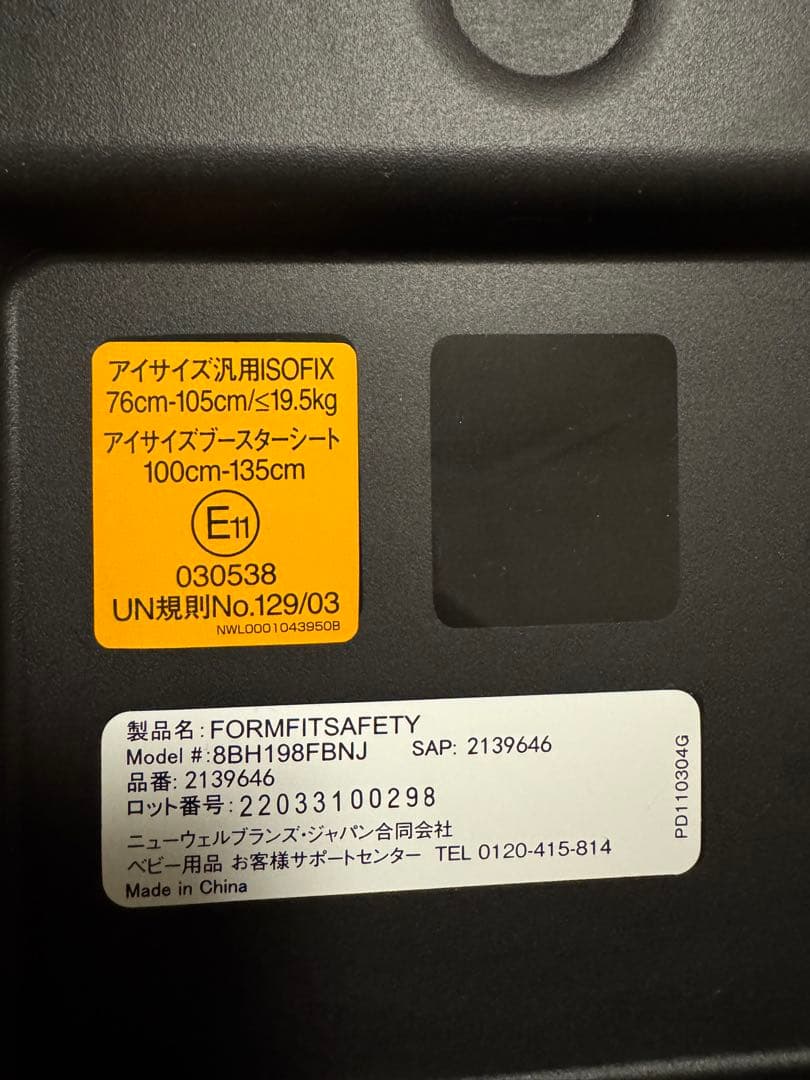 アイサイズ汎用ISOFIX
76cm-105cm/≤19.5kg
アイサイズブースターシート
100cm-135cm
E11
030538
UN規則No.129/03
NWL0001043950B
製品名:FORMFITSAFETY
Model #:8BH198FBNJ SAP: 2139646
品番: 2139646
ロット番号:22033100298
ニューウェルブランズ・ジャパン合同会社
ベビー用品 お客様サポートセンター TEL 0120-415-814
Made in China
PD110304G